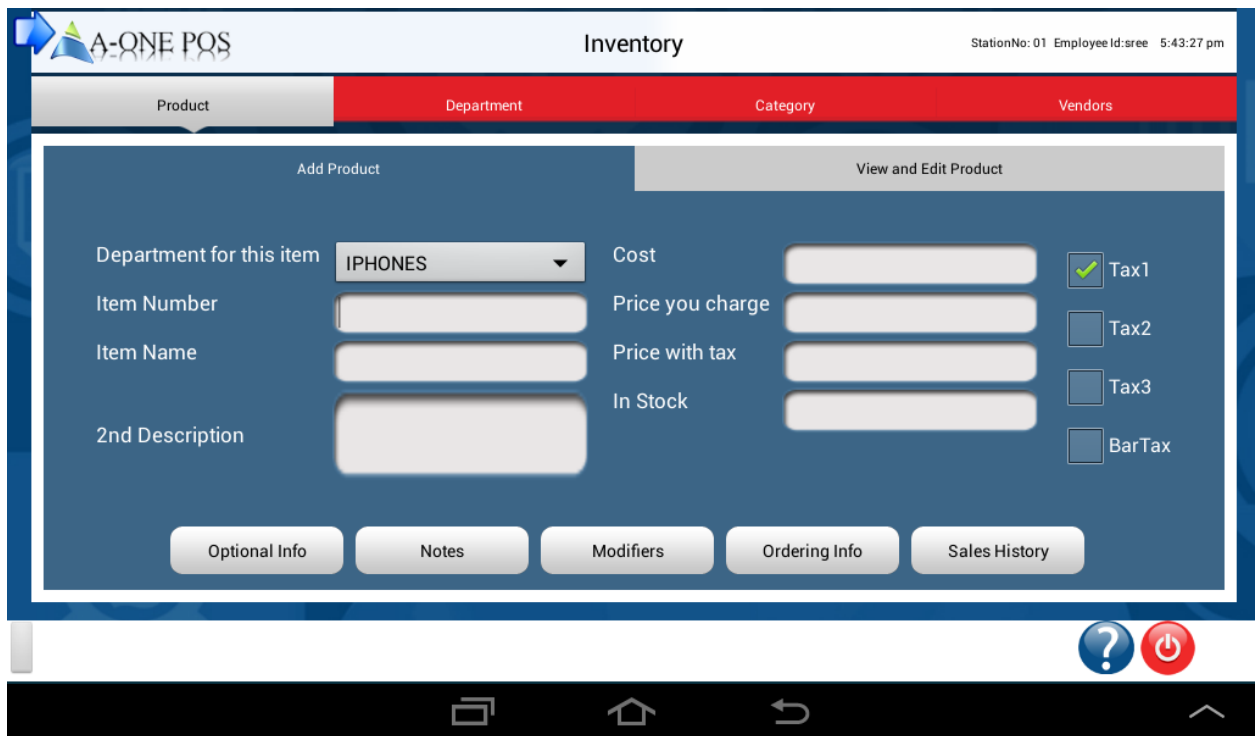 A-ONE POS
Inventory
StationNo: 01 Employee Id:sree 5:43:27 pm
Product Department Category Vendors
Add Product View and Edit Product
Department for this item IPHONES Cost Tax1
Item Number Price you charge Tax2
Item Name Price with tax Tax3
2nd Description In Stock BarTax
Optional Info Notes Modifiers Ordering Info Sales History
?